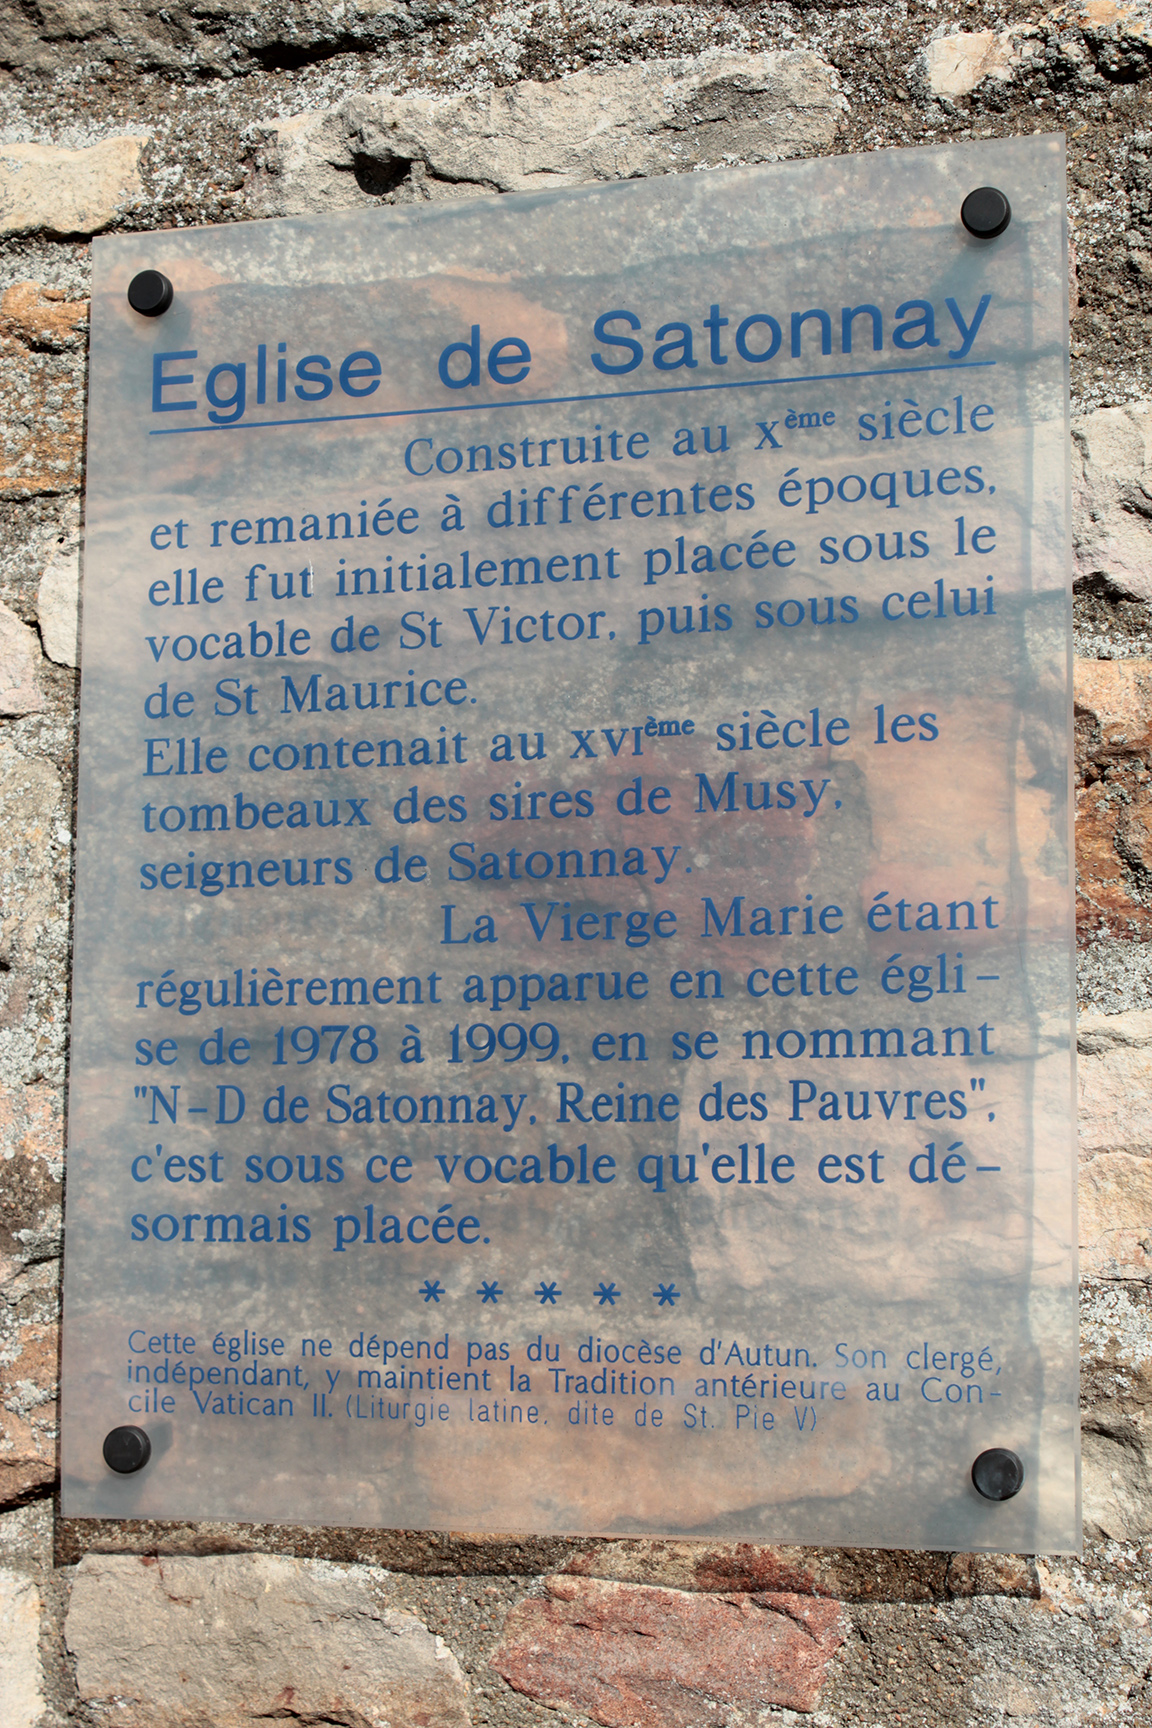 Eglise de Satonnay
Construite au Xème siècle
et remaniée à différentes époques,
elle fut initialement placée sous le
vocable de St Victor, puis sous celui
de St Maurice.
Elle contenait au XVIème siècle les
tombeaux des sires de Musy,
seigneurs de Satonnay.
La Vierge Marie étant
régulièrement apparue en cette égli-
se de 1978 à 1999, en se nommant
"N-D de Satonnay, Reine des Pauvres",
c'est sous ce vocable qu'elle est dé-
sormais placée.
* * * * *
Cette église ne dépend pas du diocèse d'Autun. Son clergé,
indépendant, y maintient la Tradition antérieure au Con-
cile Vatican II. (Liturgie latine, dite de St. Pie V)